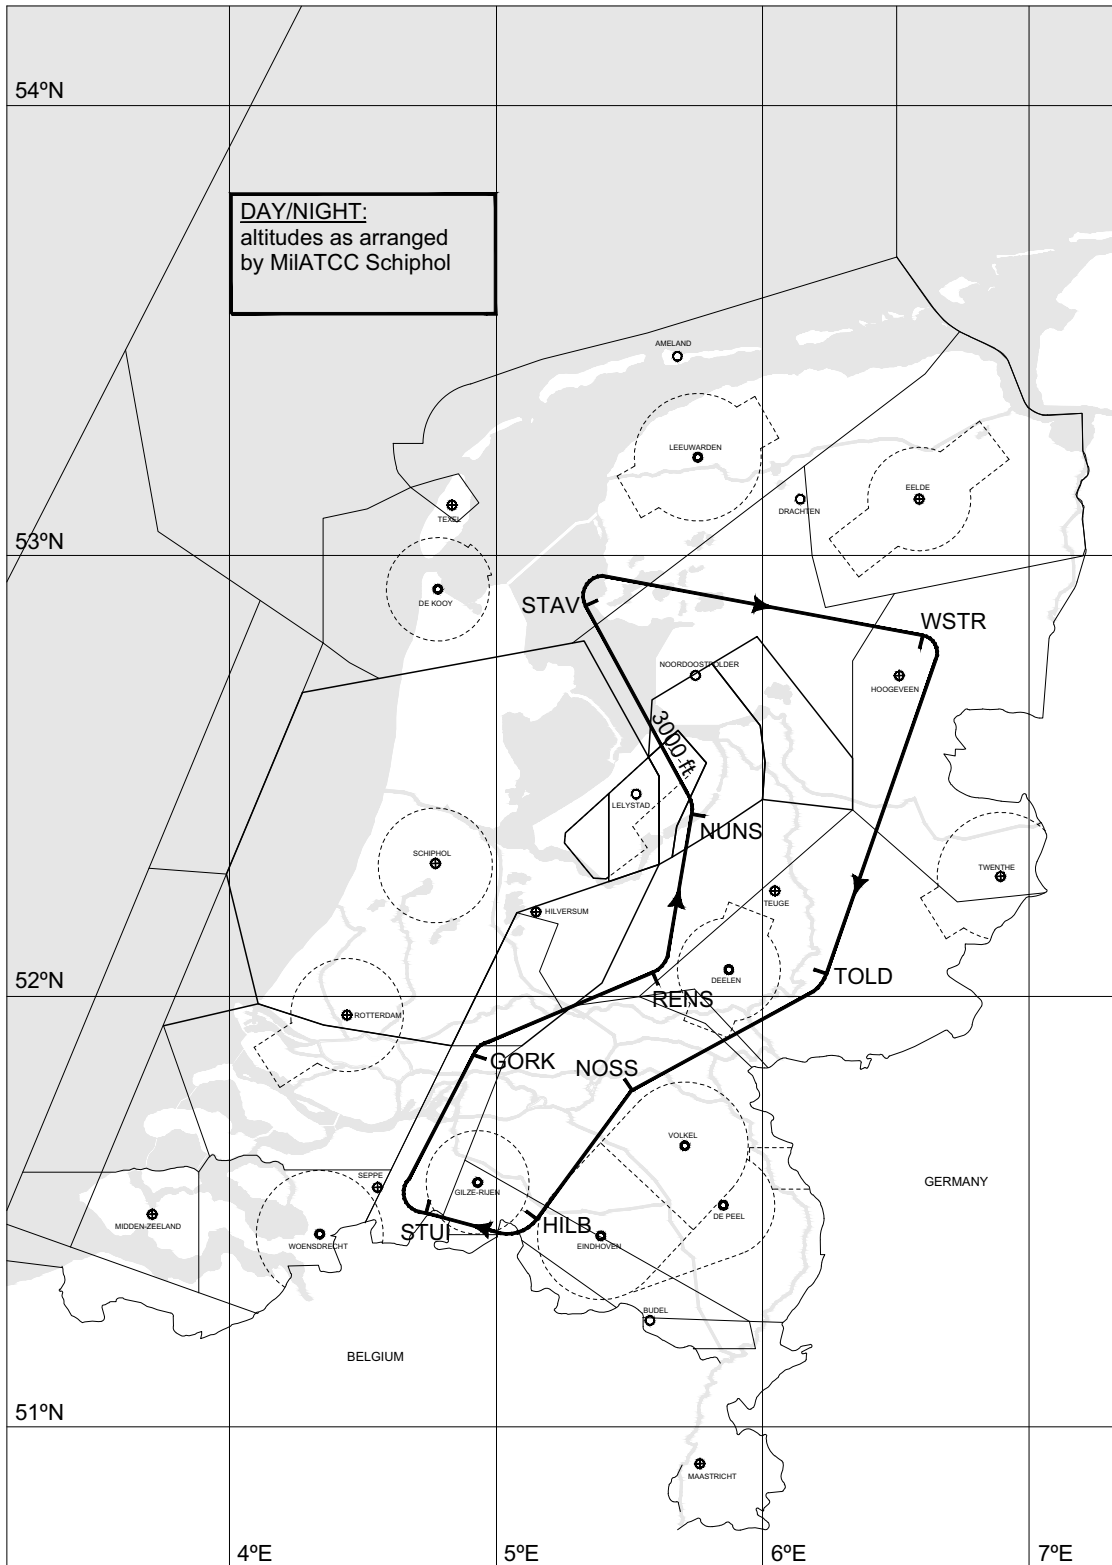 54ºN
DAY/NIGHT:
altitudes as arranged
by MilATCC Schiphol
AMELAND
LEEUWARDEN
EELDE
DRACHTEN
TEXEL
53ºN
DE KOOY
STAV
WSTR
NOORDOOSTPOLDER
HOOGEVEEN
3000-ft.
LELYSTAD
NUNS
SCHIPHOL
TWENTHE
TEUGE
HILVERSUM
DEELEN
TOLD
52ºN
RENS
ROTTERDAM
GORK
NOSS
VOLKEL
SEPPE
GILZE-RIJEN
GERMANY
MIDDEN-ZEELAND
DE PEEL
STUI
HILB
WOENSDRECHT
EINDHOVEN
BUDEL
BELGIUM
51ºN
MAASTRICHT
4ºE
5ºE
6ºE
7ºE